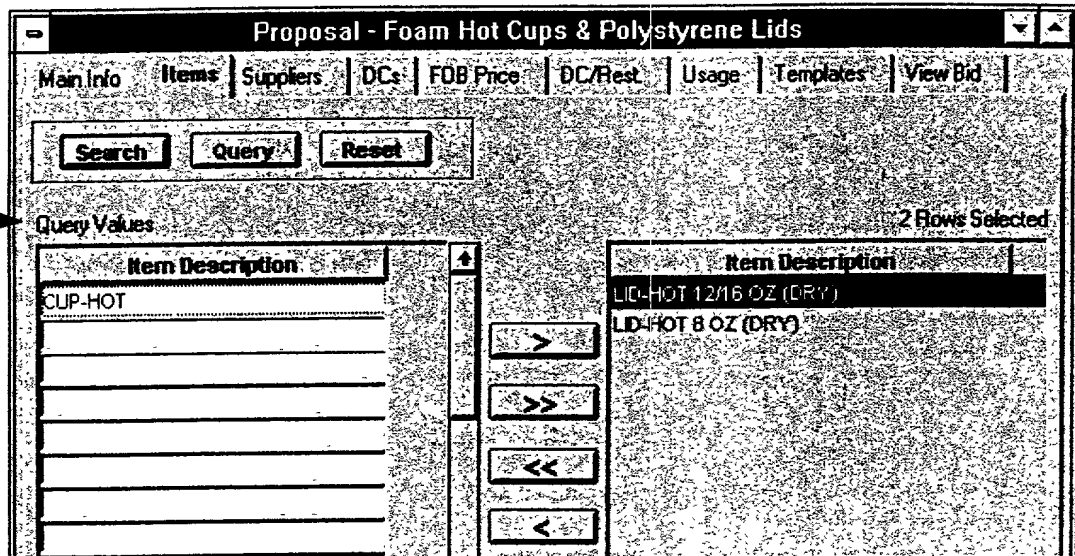 Proposal - Foam Hot Cups & Polystyrene Lids
Main Info Items Suppliers DCs FOB Price DC/Rest. Usage Templates View Bid
Search Query Reset
Query Values 2 Rows Selected
Item Description Item Description
CUP-HOT LID-HOT 12/16 OZ (DRY)
LID-HOT 8 OZ (DRY)
>
>>
<<
<